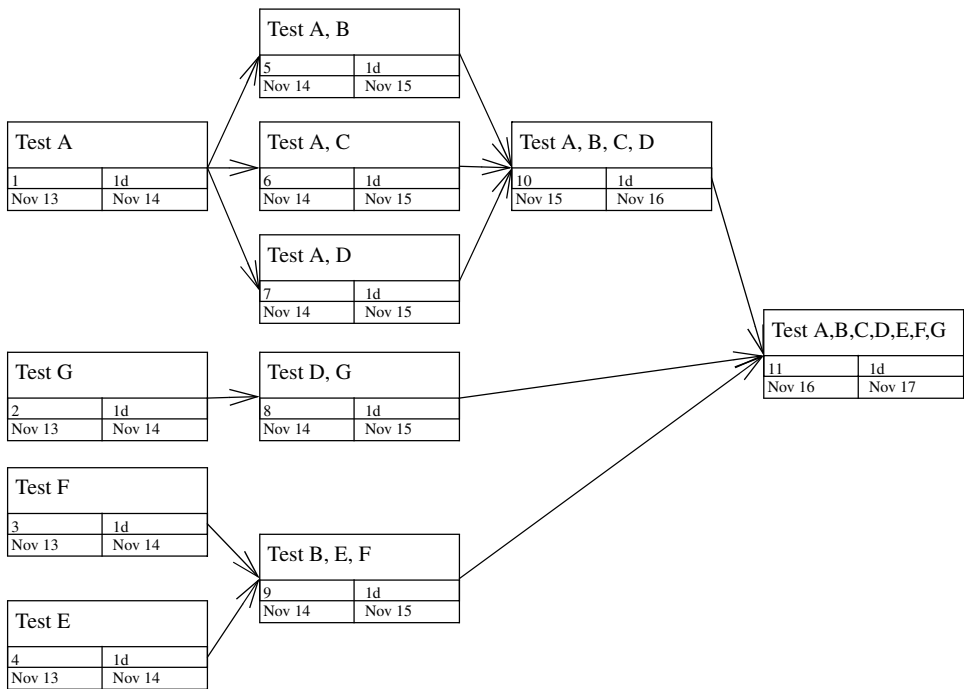 Test A, B
5 1d
Nov 14 Nov 15
Test A
1 1d
Nov 13 Nov 14
Test A, C
6 1d
Nov 14 Nov 15
Test A, B, C, D
10 1d
Nov 15 Nov 16
Test A, D
7 1d
Nov 14 Nov 15
Test A,B,C,D,E,F,G
11 1d
Nov 16 Nov 17
Test G
2 1d
Nov 13 Nov 14
Test D, G
8 1d
Nov 14 Nov 15
Test F
3 1d
Nov 13 Nov 14
Test B, E, F
9 1d
Nov 14 Nov 15
Test E
4 1d
Nov 13 Nov 14